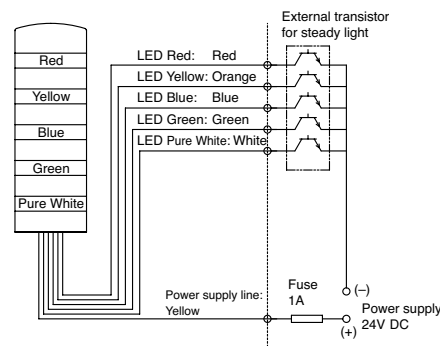 External transistor
for steady light
Red
Yellow
Blue
Green
Pure White
LED Red: Red
LED Yellow: Orange
LED Blue: Blue
LED Green: Green
LED Pure White: White
Power supply line:
Yellow
Fuse
1A
(–)
Power supply
24V DC
(+)